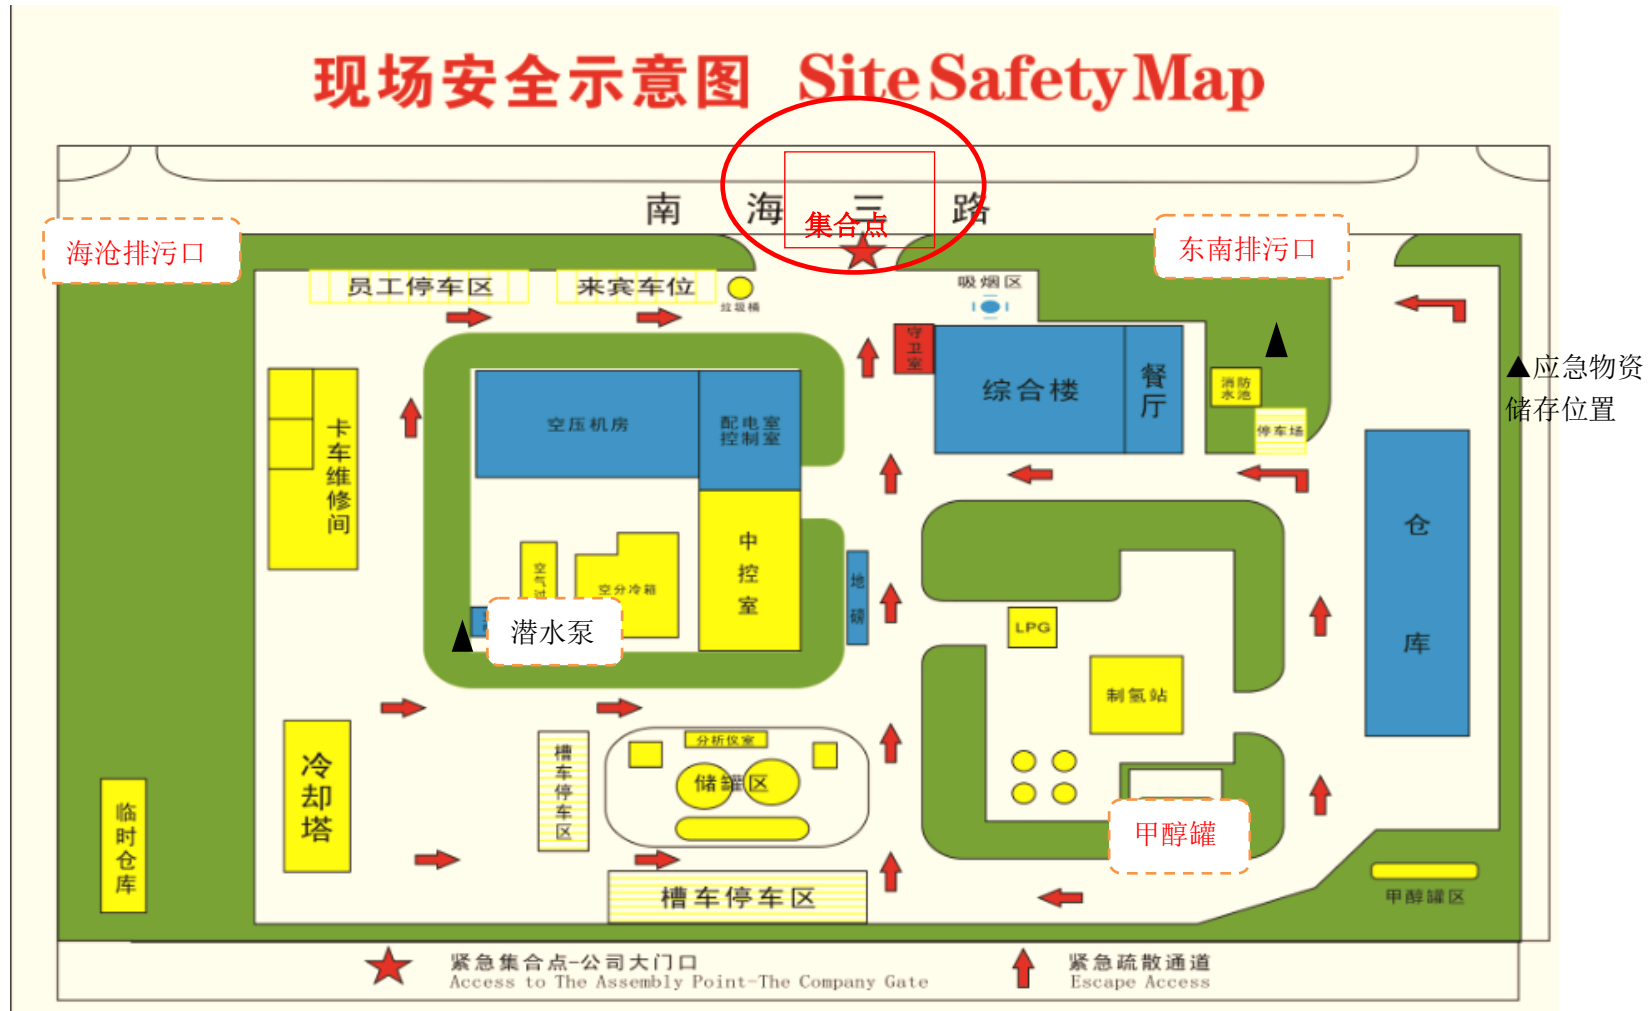 现场安全示意图 Site Safety Map
南海三路
集合点
海沧排污口
东南排污口
员工停车区
来宾车位
垃圾桶
吸烟区
守卫室
综合楼
餐厅
消防
水池
停车场
▲应急物资
储存位置
卡车维修间
空压机房
配电室
控制室
中控室
空气过
空分冷箱
潜水泵
地磅
仓库
LPG
制氢站
冷却塔
槽车停车区
分析仪室
储罐区
临时仓库
甲醇罐
槽车停车区
甲醇罐区
紧急集合点-公司大门口
Access to The Assembly Point-The Company Gate
紧急疏散通道
Escape Access